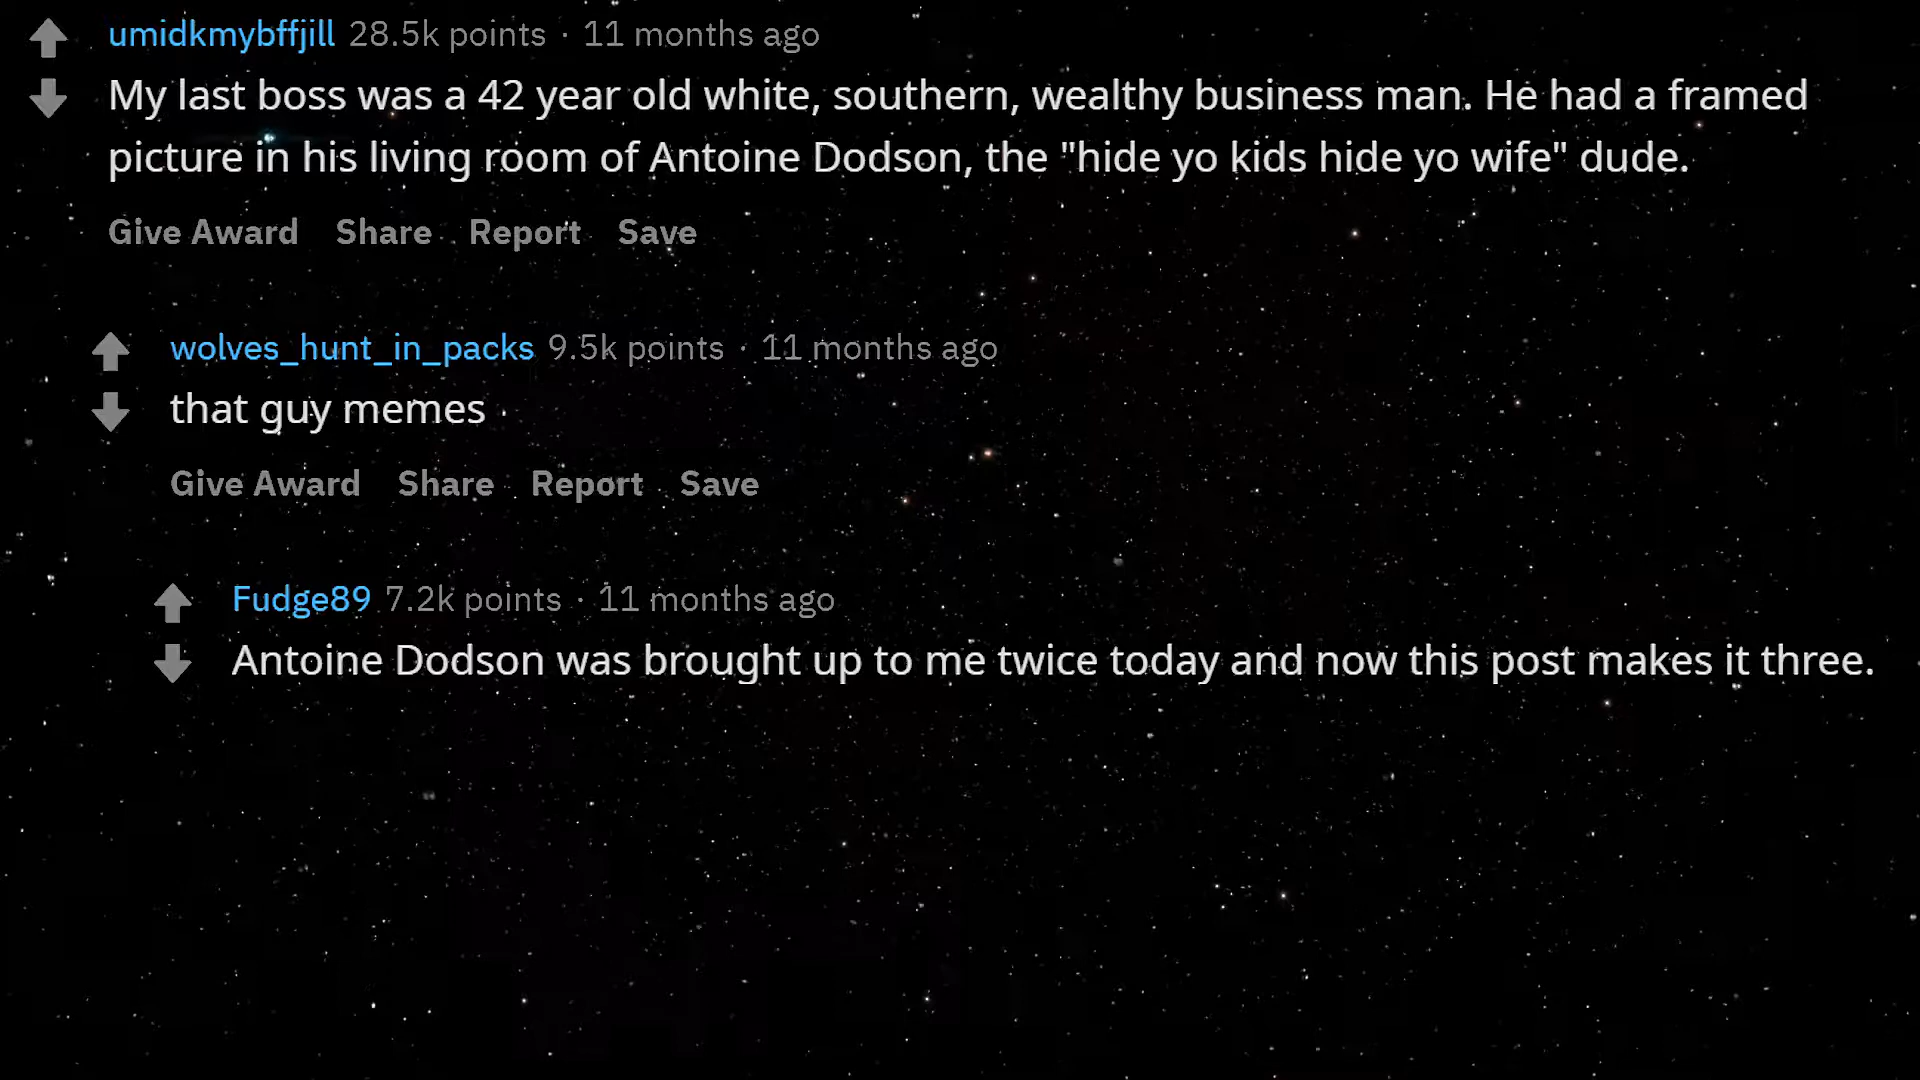 umidkmybffjill 28.5k points · 11 months ago
My last boss was a 42 year old white, southern, wealthy business man. He had a framed
picture in his living room of Antoine Dodson, the "hide yo kids hide yo wife" dude.
Give Award Share Report Save
wolves_hunt_in_packs 9.5k points · 11 months ago
that guy memes
Give Award Share Report Save
Fudge89 7.2k points · 11 months ago
Antoine Dodson was brought up to me twice today and now this post makes it three.